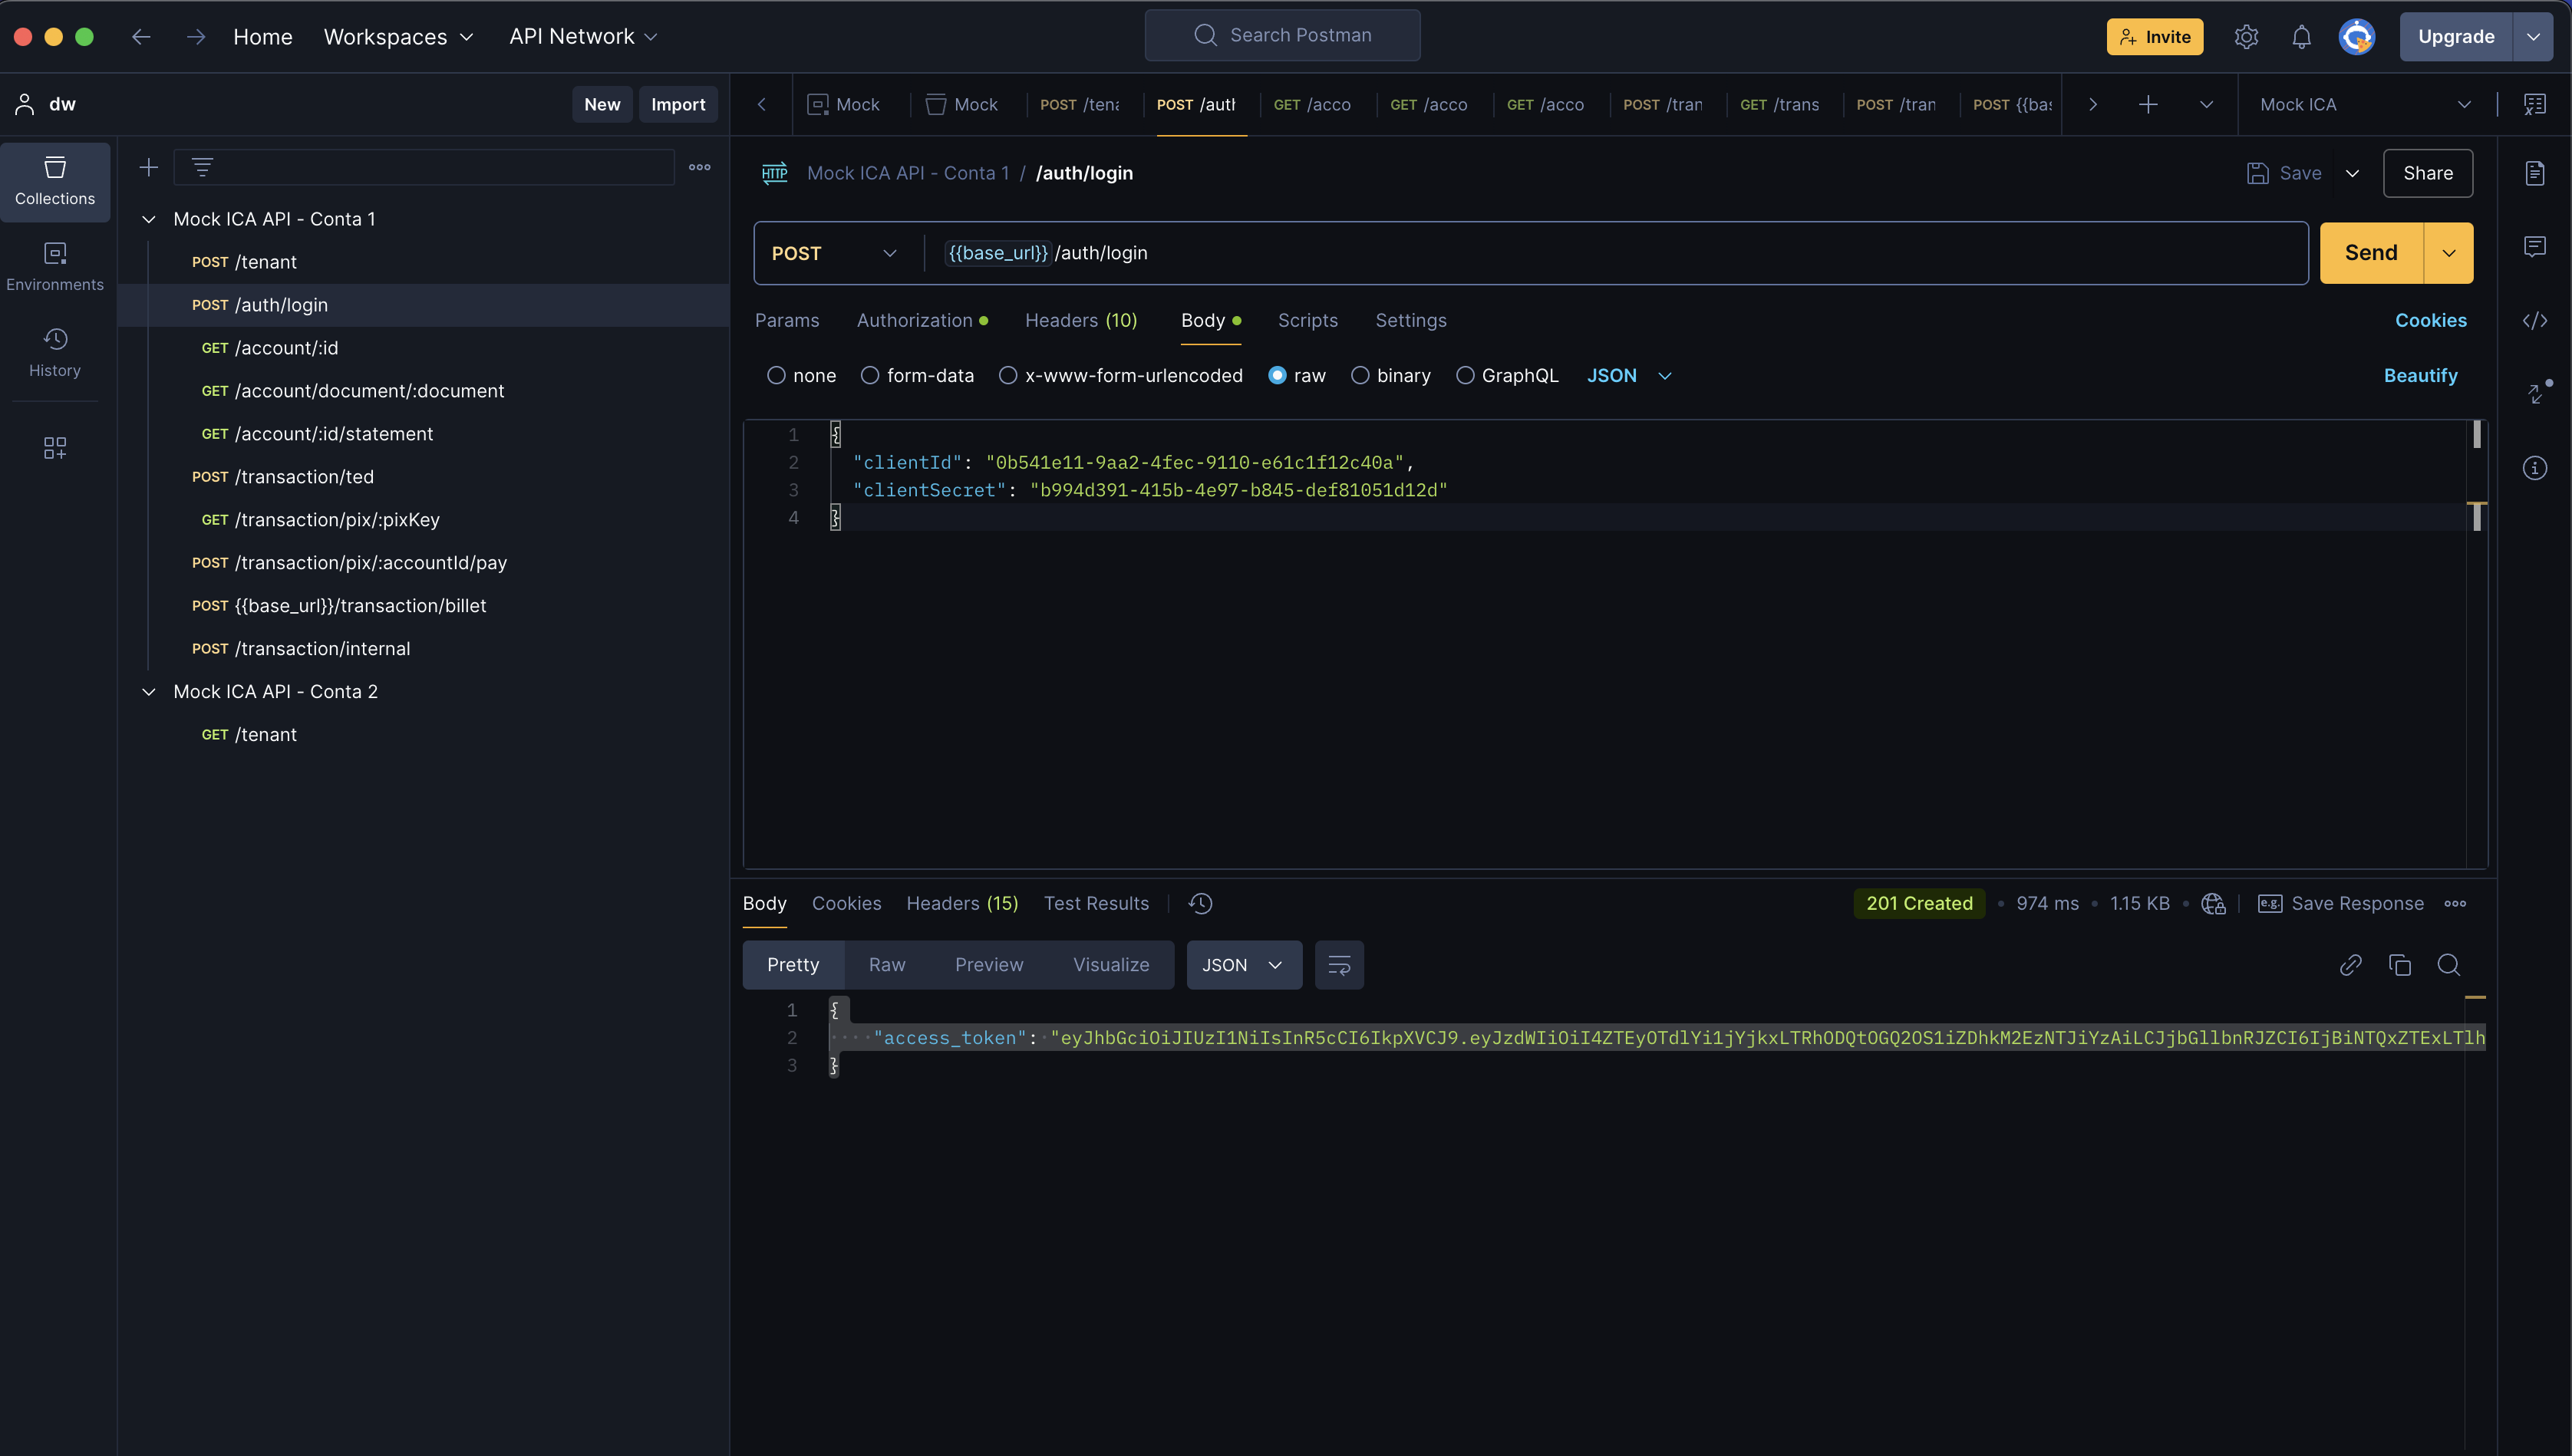 Home Workspaces API Network Search Postman Invite Upgrade
dw New Import
Mock Mock POST /tena POST /auth GET /acco GET /acco GET /acco POST /tran GET /trans POST /tran POST {{bas Mock ICA
Collections
Environments
History
Mock ICA API - Conta 1
POST /tenant
POST /auth/login
GET /account/:id
GET /account/document/:document
GET /account/:id/statement
POST /transaction/ted
GET /transaction/pix/:pixKey
POST /transaction/pix/:accountId/pay
POST {{base_url}}/transaction/billet
POST /transaction/internal
Mock ICA API - Conta 2
GET /tenant
HTTP Mock ICA API - Conta 1 / /auth/login Save Share
POST {{base_url}}/auth/login Send
Params Authorization Headers (10) Body Scripts Settings Cookies
none form-data x-www-form-urlencoded raw binary GraphQL JSON Beautify
1 {
2 "clientId": "0b541e11-9aa2-4fec-9110-e61c1f12c40a",
3 "clientSecret": "b994d391-415b-4e97-b845-def81051d12d"
4 }
Body Cookies Headers (15) Test Results 201 Created • 974 ms • 1.15 KB • e.g. Save Response
Pretty Raw Preview Visualize JSON
1 {
2 "access_token": "eyJhbGciOiJIUzI1NiIsInR5cCI6IkpXVCJ9.eyJzdWIiOiI4ZTEyOTdlYi1jYjkxLTRhODQtOGQ2OS1iZDhkM2EzNTJiYzAiLCJjbGllbnRJZCI6IjBiNTQxZTExLTlh
3 }